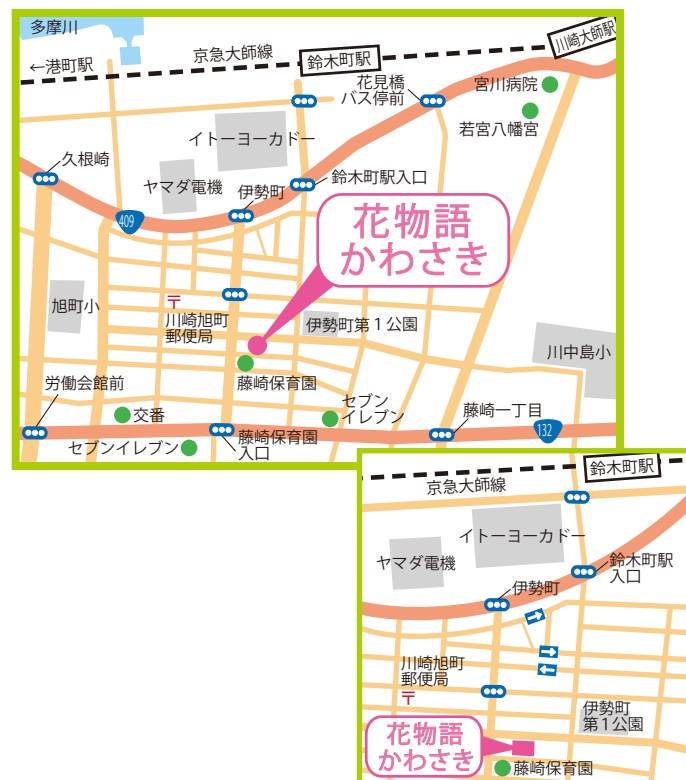 多摩川
←港町駅
京急大師線
鈴木町駅
川崎大師駅
花見橋
バス停前
宮川病院
若宮八幡宮
イトーヨーカドー
久根崎
ヤマダ電機
伊勢町
鈴木町駅入口
409
花物語
かわさき
旭町小
〒
川崎旭町
郵便局
伊勢町第1公園
川中島小
藤崎保育園
労働会館前
交番
セブン
イレブン
藤崎一丁目
132
セブンイレブン
藤崎保育園
入口
鈴木町駅
京急大師線
イトーヨーカドー
ヤマダ電機
鈴木町駅
入口
伊勢町
川崎旭町
郵便局
〒
伊勢町
第1公園
花物語
かわさき
藤崎保育園